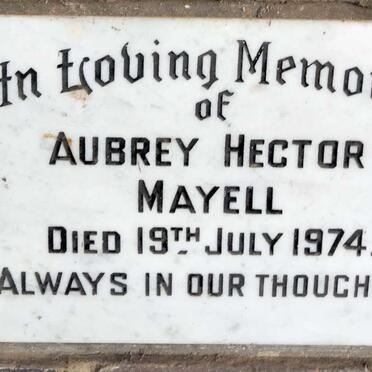 In Loving Memo
of
AUBREY HECTOR
MAYELL
DIED 19TH JULY 1974.
ALWAYS IN OUR THOUGH